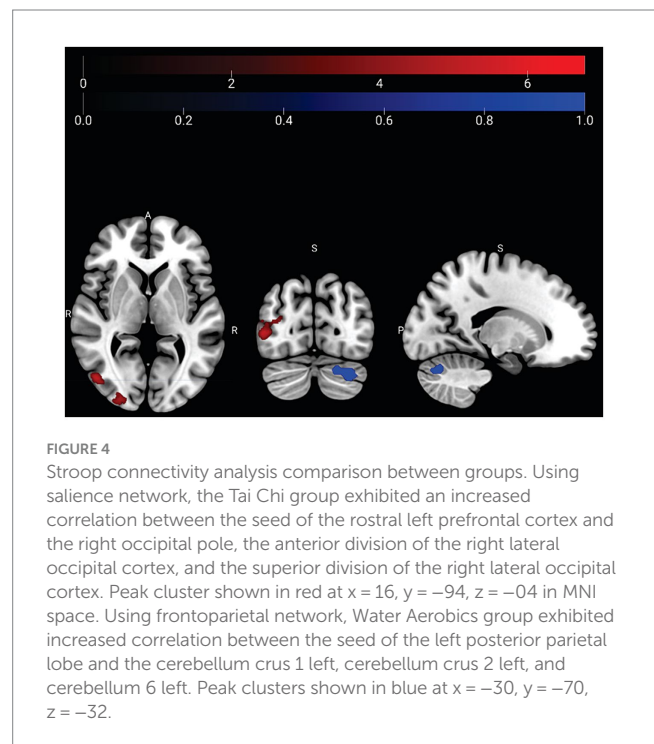 0 2 4 6
0.0 0.2 0.4 0.6 0.8 1.0
A
S
S
R
R
P
FIGURE 4
Stroop connectivity analysis comparison between groups. Using
salience network, the Tai Chi group exhibited an increased
correlation between the seed of the rostral left prefrontal cortex and
the right occipital pole, the anterior division of the right lateral
occipital cortex, and the superior division of the right lateral occipital
cortex. Peak cluster shown in red at x = 16, y = −94, z = −04 in MNI
space. Using frontoparietal network, Water Aerobics group exhibited
increased correlation between the seed of the left posterior parietal
lobe and the cerebellum crus 1 left, cerebellum crus 2 left, and
cerebellum 6 left. Peak clusters shown in blue at x = −30, y = −70,
z = −32.